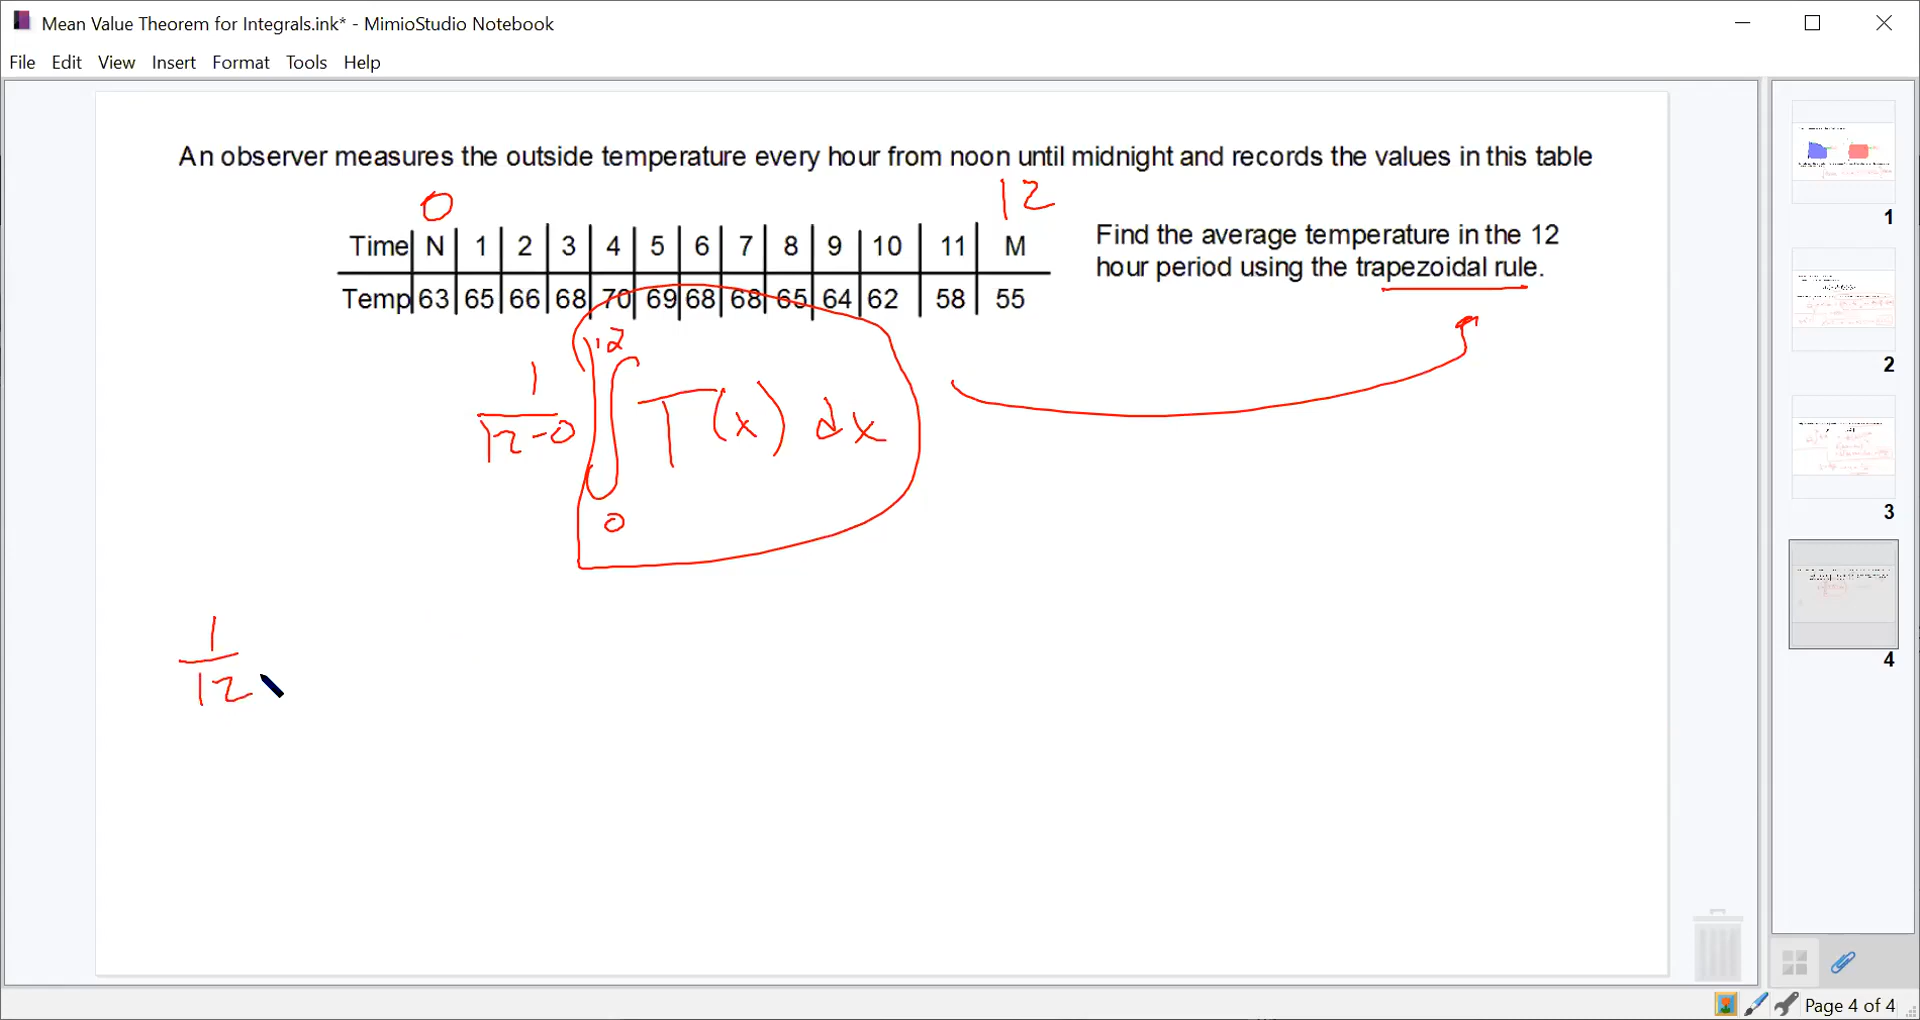 Mean Value Theorem for Integrals.ink* - MimioStudio Notebook
File Edit View Insert Format Tools Help
An observer measures the outside temperature every hour from noon until midnight and records the values in this table
0 12
Time N 1 2 3 4 5 6 7 8 9 10 11 M
Temp 63 65 66 68 70 69 68 68 65 64 62 58 55
Find the average temperature in the 12
hour period using the trapezoidal rule.
12
1
12-0 ∫ T(x) dx
0
1
12
1
2
3
4
Page 4 of 4